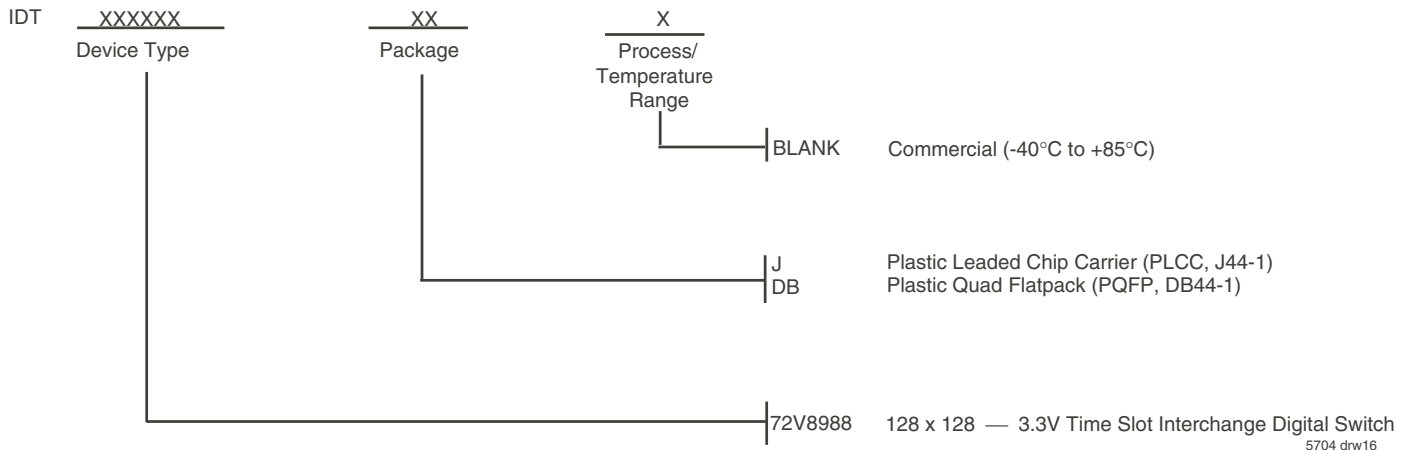 IDT XXXXXX XX X
Device Type Package Process/
Temperature
Range
BLANK Commercial (-40°C to +85°C)
J Plastic Leaded Chip Carrier (PLCC, J44-1)
DB Plastic Quad Flatpack (PQFP, DB44-1)
72V8988 128 x 128 — 3.3V Time Slot Interchange Digital Switch
5704 drw16